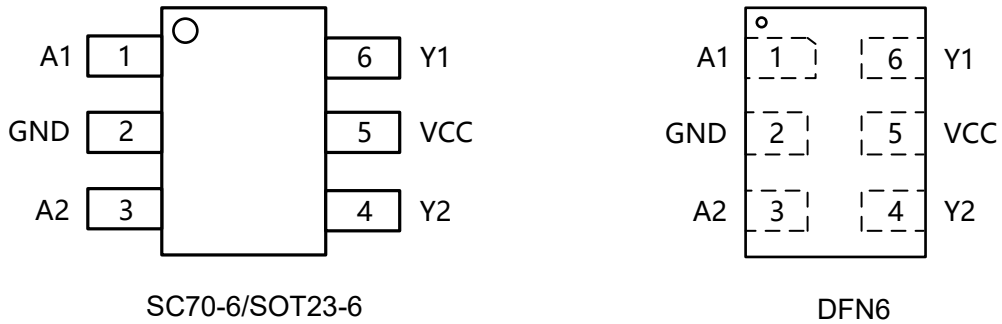 A1 1 6 Y1
GND 2 5 VCC
A2 3 4 Y2
SC70-6/SOT23-6
A1 1 6 Y1
GND 2 5 VCC
A2 3 4 Y2
DFN6